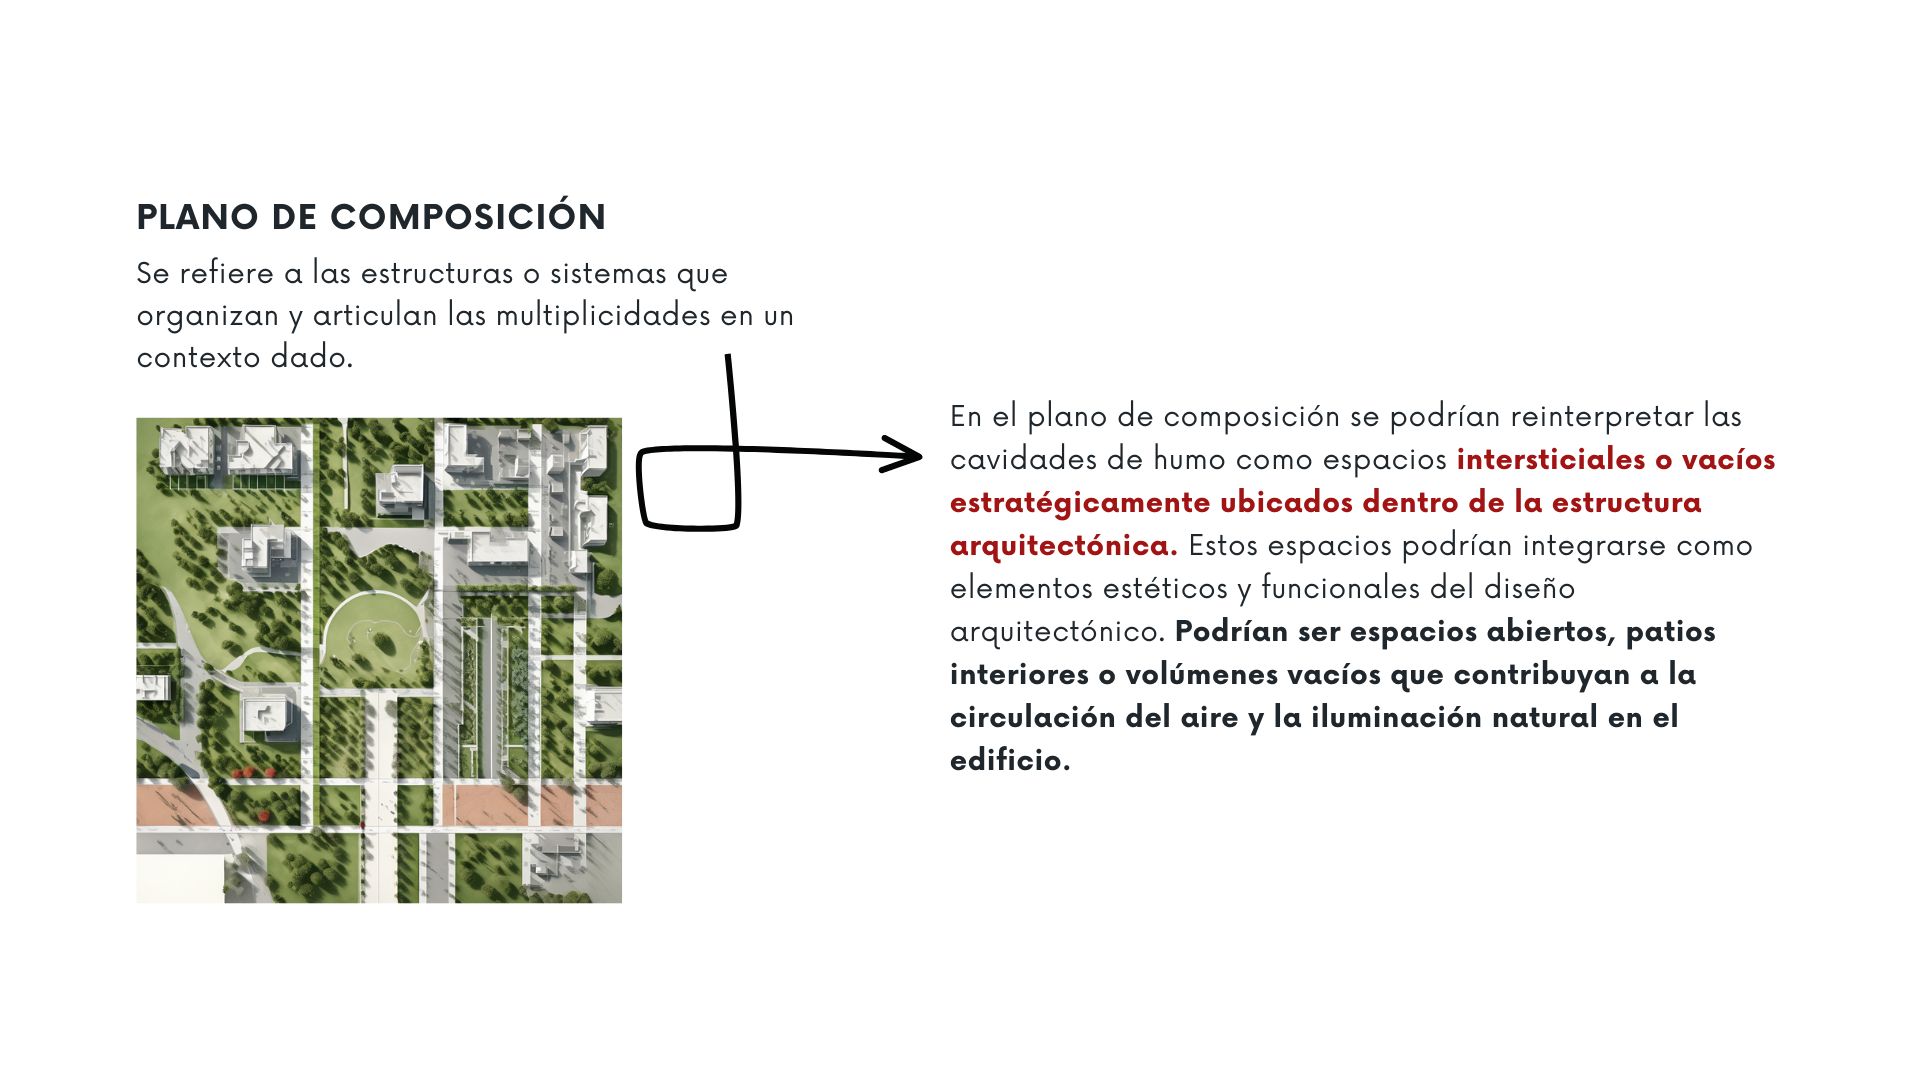 PLANO DE COMPOSICIÓN
Se refiere a las estructuras o sistemas que
organizan y articulan las multiplicidades en un
contexto dado.
En el plano de composición se podrían reinterpretar las
cavidades de humo como espacios intersticiales o vacíos
estratégicamente ubicados dentro de la estructura
arquitectónica. Estos espacios podrían integrarse como
elementos estéticos y funcionales del diseño
arquitectónico. Podrían ser espacios abiertos, patios
interiores o volúmenes vacíos que contribuyan a la
circulación del aire y la iluminación natural en el
edificio.